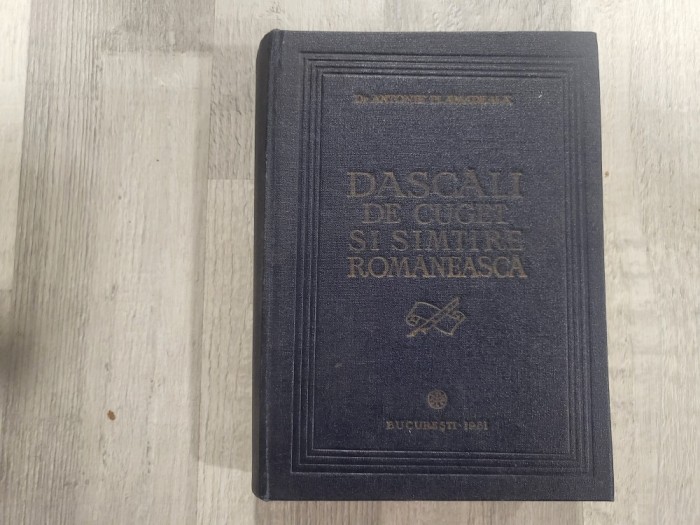 Dr. ANTONIE PLĂMĂDEALĂ
DASCĂLI
DE CUGET
ȘI SIMȚIRE
ROMÂNEASCĂ
BUCUREȘTI - 1981